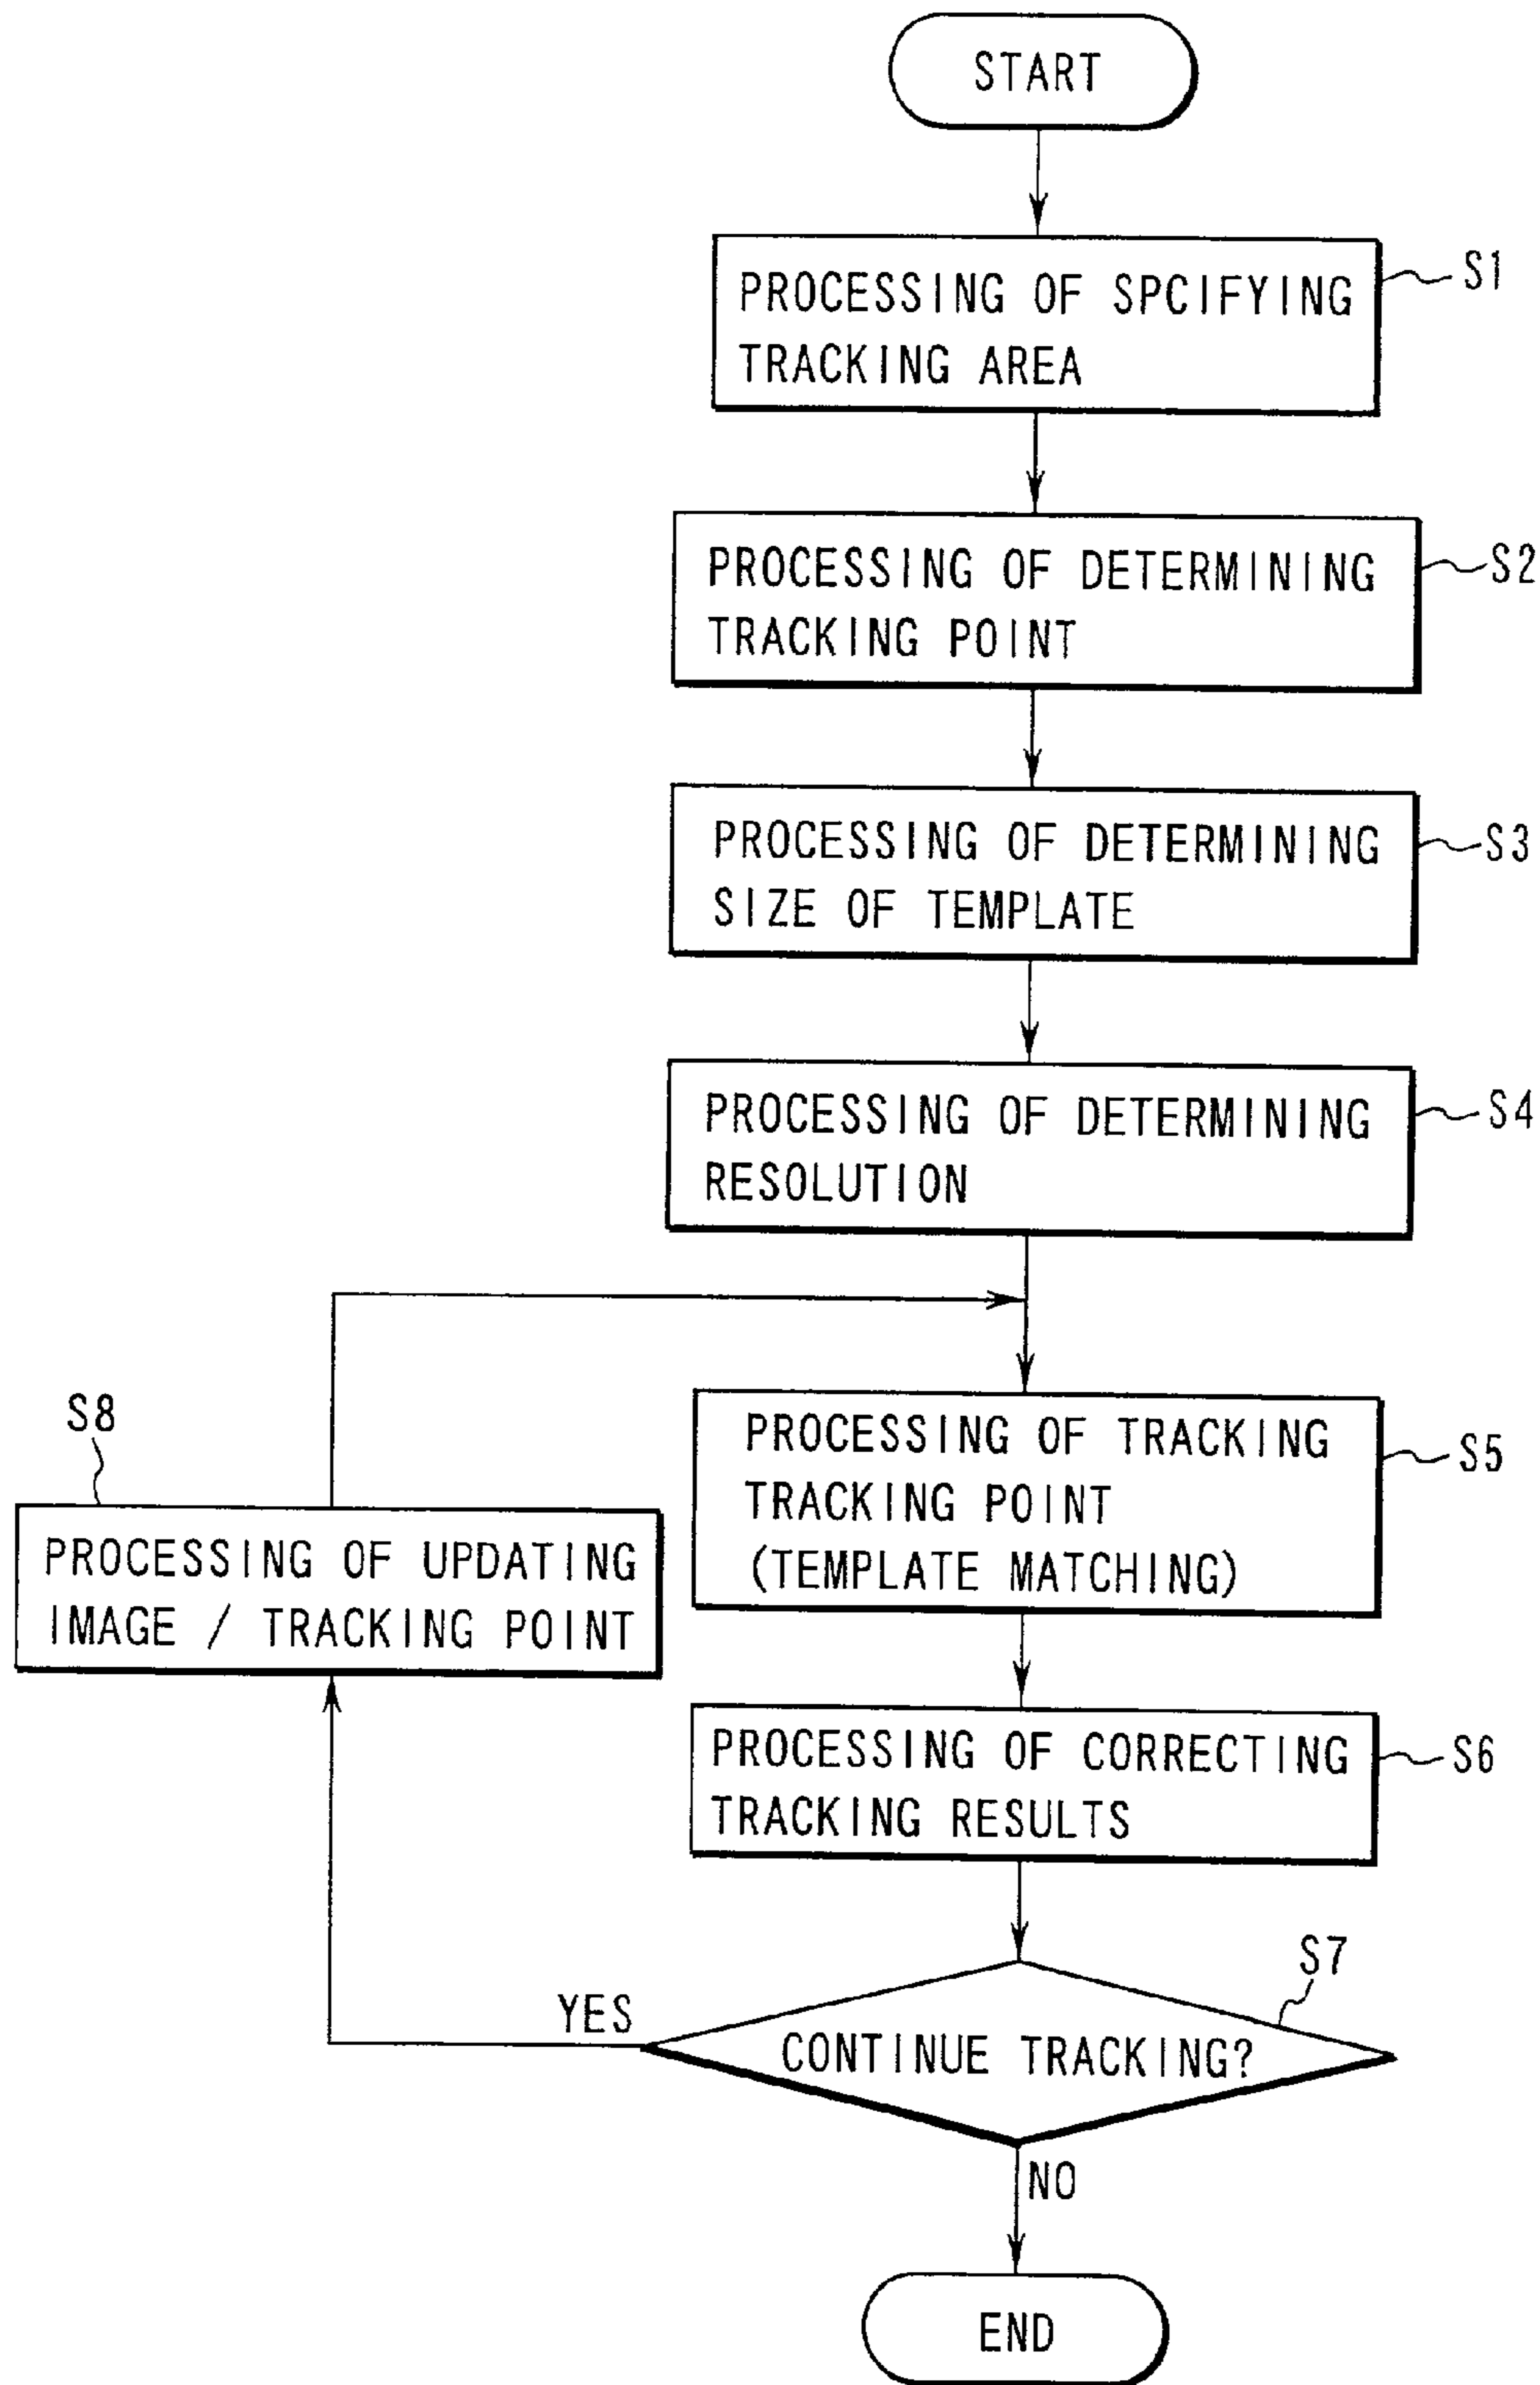 START
PROCESSING OF SPCIFYING
TRACKING AREA
S1
PROCESSING OF DETERMINING
TRACKING POINT
S2
PROCESSING OF DETERMINING
SIZE OF TEMPLATE
S3
PROCESSING OF DETERMINING
RESOLUTION
S4
PROCESSING OF TRACKING
TRACKING POINT
(TEMPLATE MATCHING)
S5
S8
PROCESSING OF UPDATING
IMAGE / TRACKING POINT
PROCESSING OF CORRECTING
TRACKING RESULTS
S6
S7
YES
CONTINUE TRACKING?
NO
END